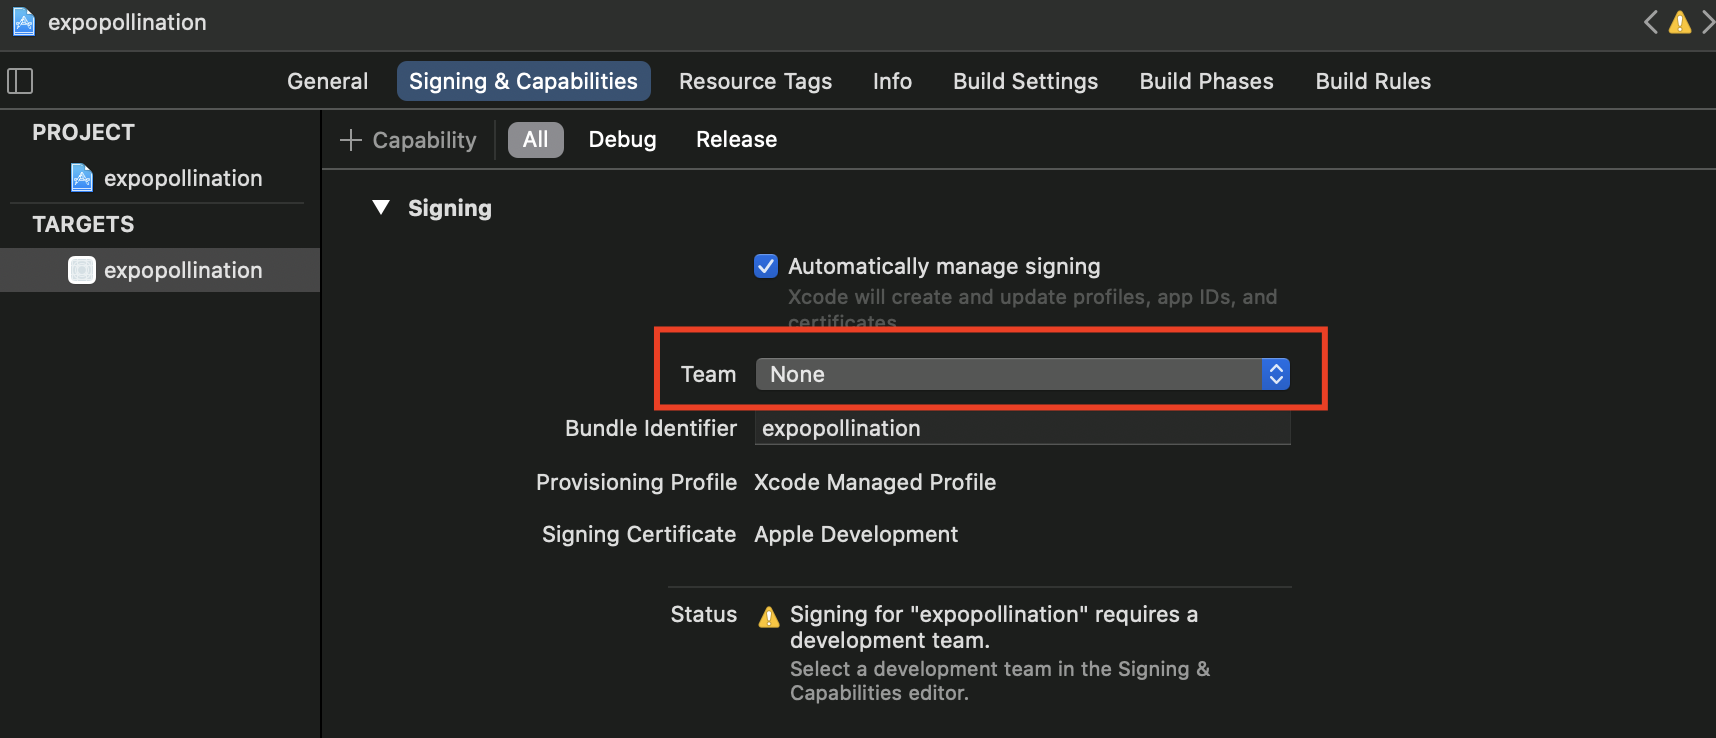 expopollination
General Signing & Capabilities Resource Tags Info Build Settings Build Phases Build Rules
PROJECT
expopollination
TARGETS
expopollination
+ Capability All Debug Release
Signing
Automatically manage signing
Xcode will create and update profiles, app IDs, and
certificates.
Team None
Bundle Identifier expopollination
Provisioning Profile Xcode Managed Profile
Signing Certificate Apple Development
Status Signing for "expopollination" requires a
development team.
Select a development team in the Signing &
Capabilities editor.